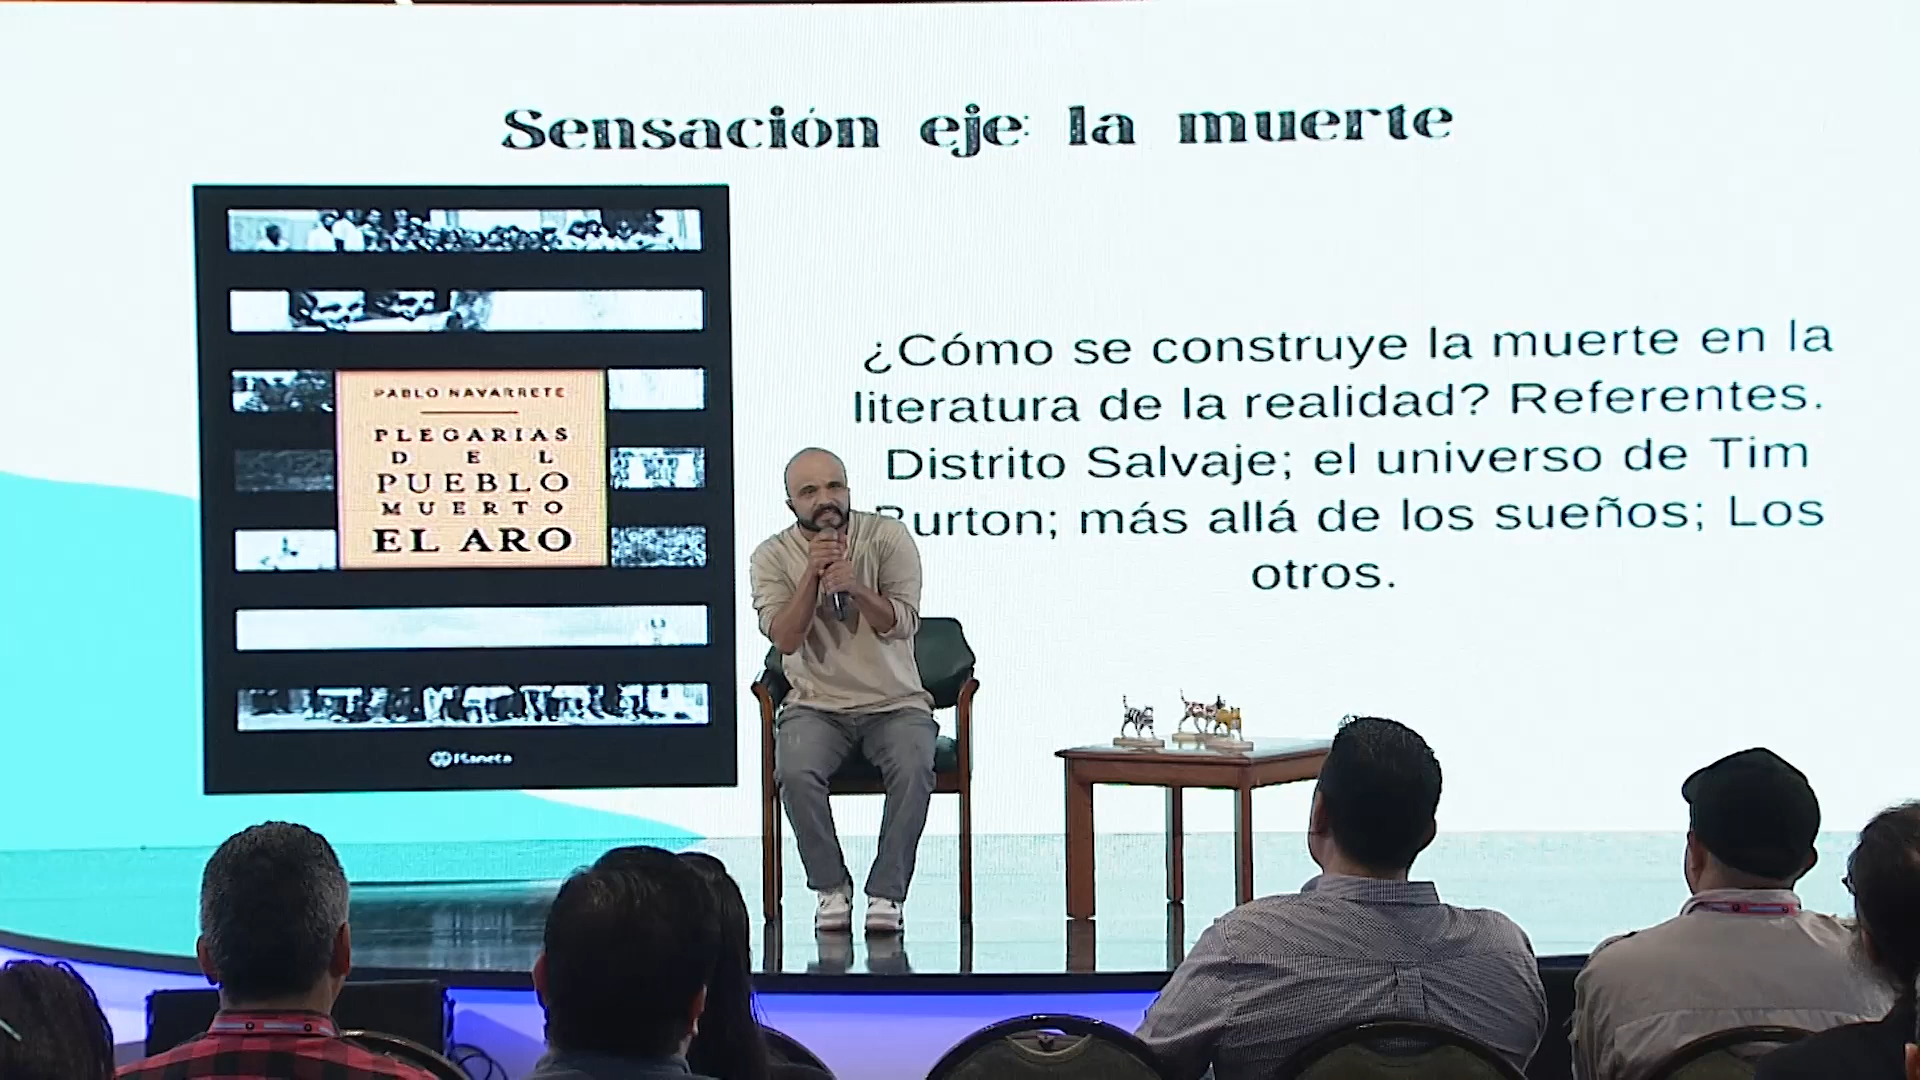 Sensación eje: la muerte
PABLO NAVARRETE
PLEGARIAS
DEL
PUEBLO
MUERTO
EL ARO
Planeta
¿Cómo se construye la muerte en la
literatura de la realidad? Referentes.
Distrito Salvaje; el universo de Tim
Burton; más allá de los sueños; Los
otros.